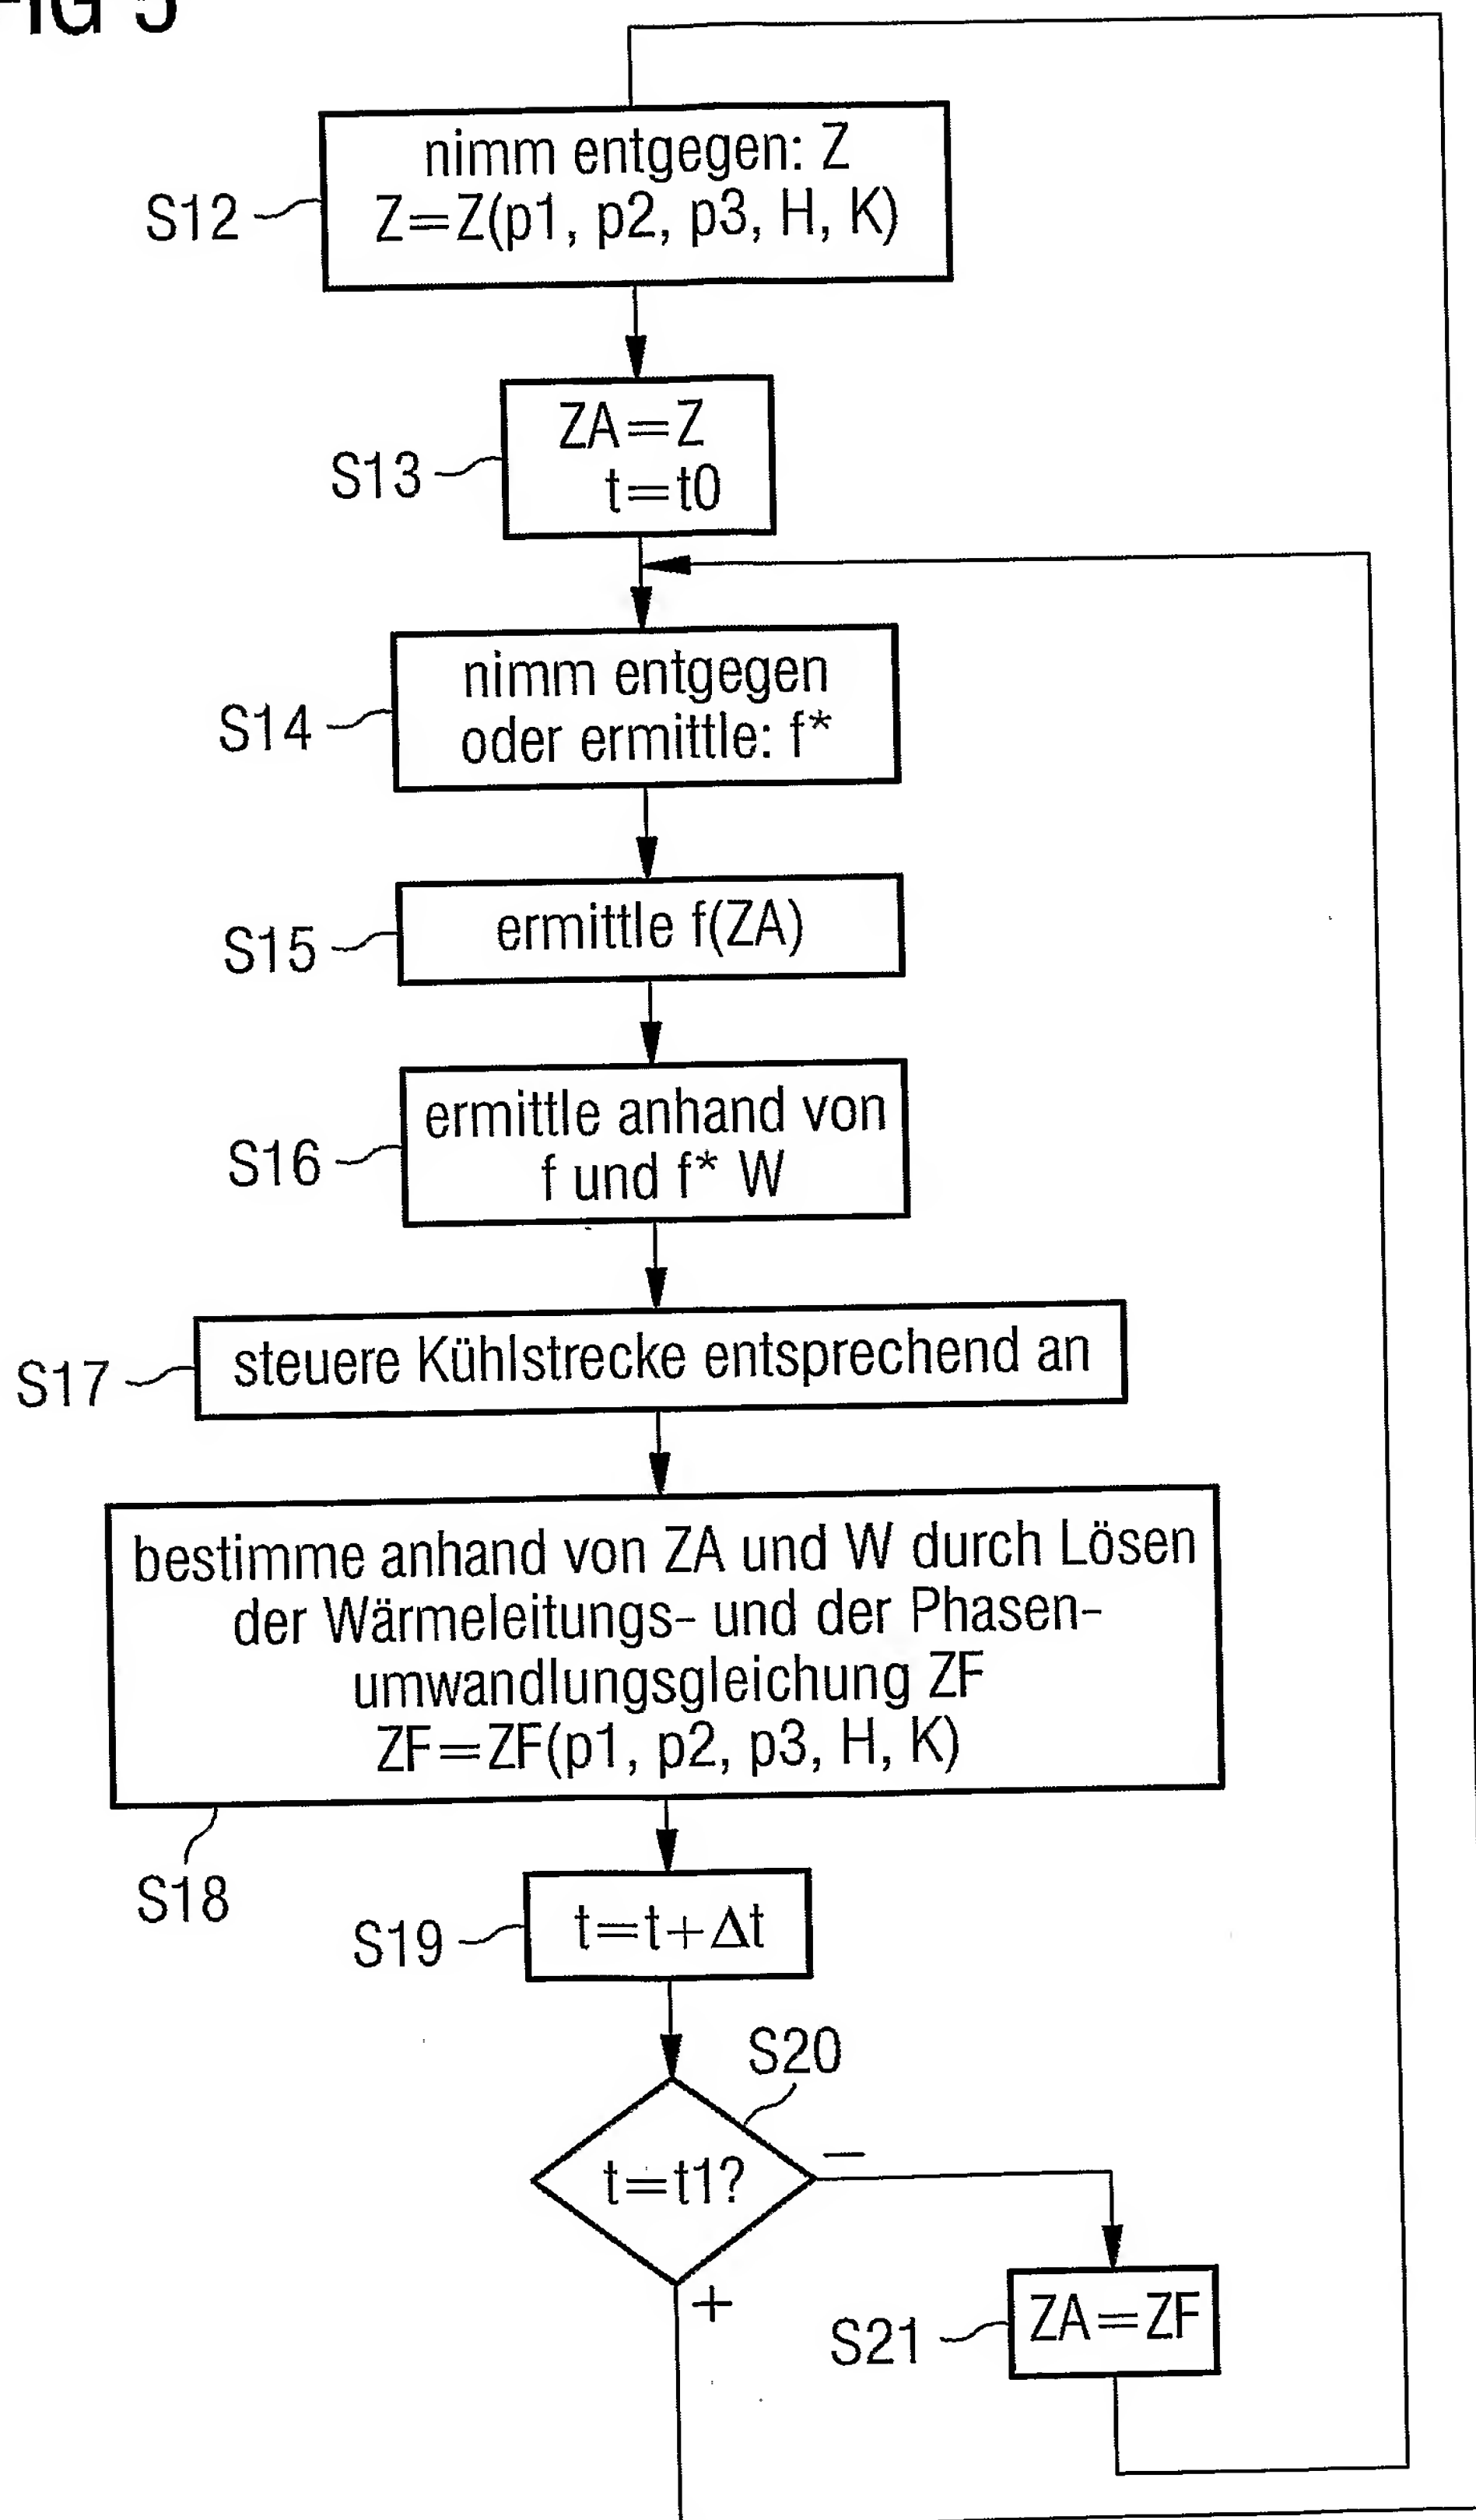 FIG 5
nimm entgegen: Z
Z=Z(p1, p2, p3, H, K)
S12
ZA=Z
t=t0
S13
nimm entgegen
oder ermittle: f*
S14
ermittle f(ZA)
S15
ermittle anhand von
f und f* W
S16
steuere Kühlstrecke entsprechend an
S17
bestimme anhand von ZA und W durch Lösen
der Wärmeleitungs- und der Phasen-
umwandlungsgleichung ZF
ZF=ZF(p1, p2, p3, H, K)
S18
t=t+Δt
S19
S20
t=t1?
−
+
ZA=ZF
S21